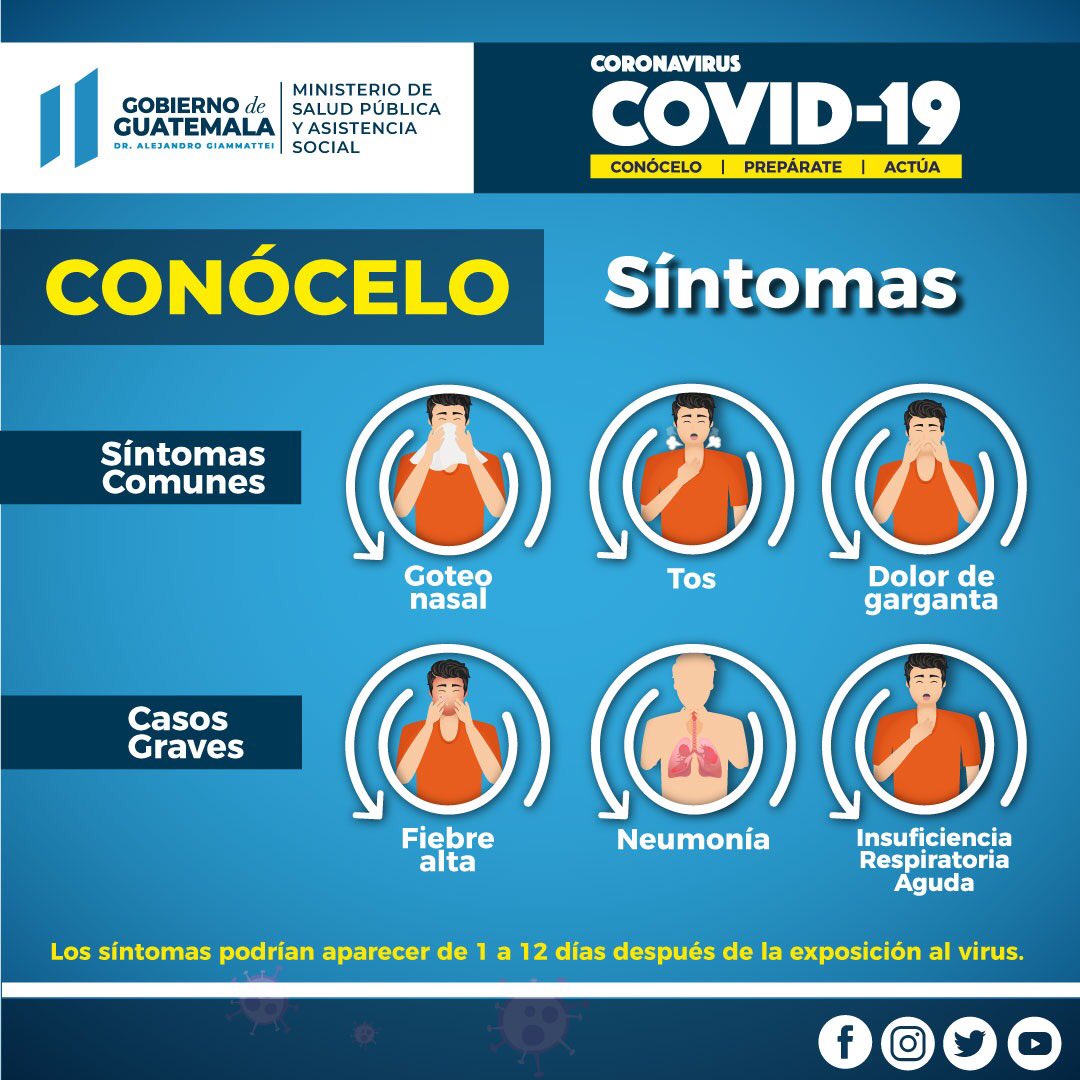 GOBIERNO de
GUATEMALA
DR. ALEJANDRO GIAMMATTEI
MINISTERIO DE
SALUD PÚBLICA
Y ASISTENCIA
SOCIAL
CORONAVIRUS
COVID-19
CONÓCELO | PREPÁRATE | ACTÚA
CONÓCELO
Síntomas
Síntomas
Comunes
Goteo
nasal
Tos
Dolor de
garganta
Casos
Graves
Fiebre
alta
Neumonía
Insuficiencia
Respiratoria
Aguda
Los síntomas podrían aparecer de 1 a 12 días después de la exposición al virus.